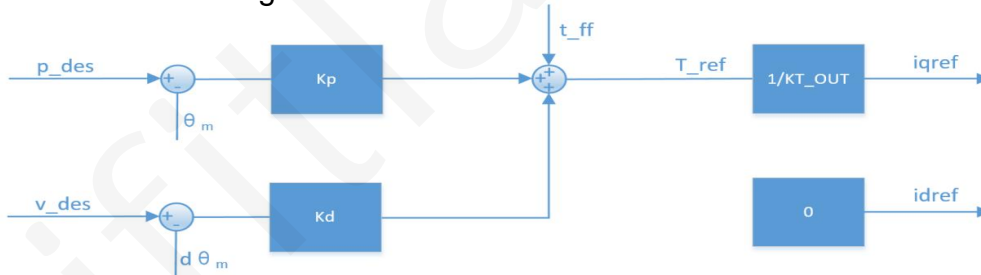 t_ff
p_des
+
-
Kp
+
+
+
T_ref
1/KT_OUT
iqref
θ m
v_des
+
-
Kd
0
idref
d θ m